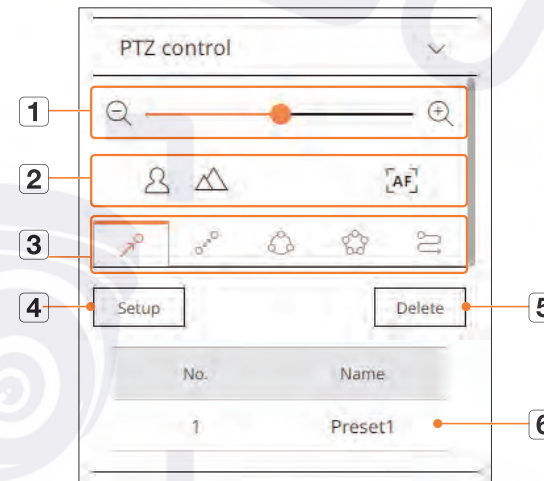 PTZ control
1
2
AF
3
4
Setup
Delete
5
No.
Name
1
Preset1
6